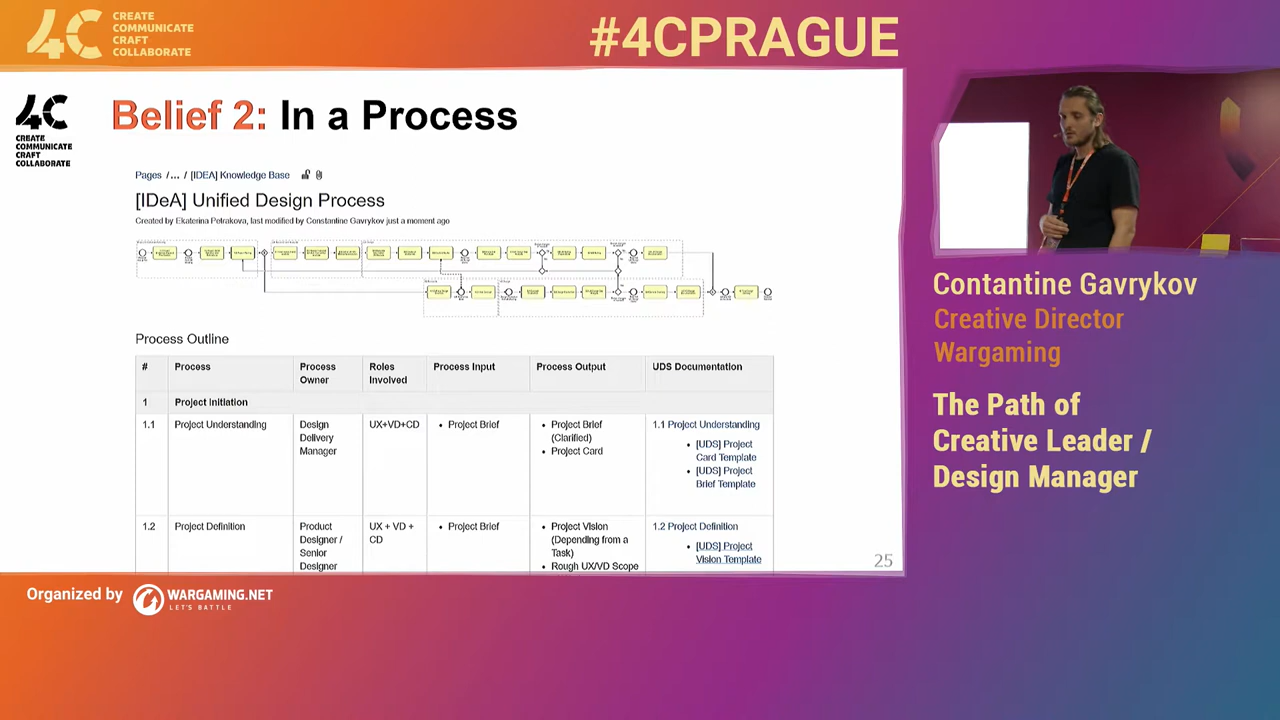 4C
CREATE
COMMUNICATE
CRAFT
COLLABORATE
#4CPRAGUE
4C
CREATE
COMMUNICATE
CRAFT
COLLABORATE
Belief 2: In a Process
Pages /... / [IDEA] Knowledge Base
[IDeA] Unified Design Process
Created by Ekaterina Petrakova, last modified by Constantine Gavrykov just a moment ago
Process Outline
# Process Process Owner Roles Involved Process Input Process Output UDS Documentation
1 Project Initiation
1.1 Project Understanding Design Delivery Manager UX+VD+CD • Project Brief • Project Brief (Clarified) • Project Card 1.1 Project Understanding • [UDS] Project Card Template • [UDS] Project Brief Template
1.2 Project Definition Product Designer / Senior Designer UX + VD + CD • Project Brief • Project Vision (Depending from a Task) • Rough UX/VD Scope 1.2 Project Definition • [UDS] Project Vision Template
25
Contantine Gavrykov
Creative Director
Wargaming
The Path of
Creative Leader /
Design Manager
Organized by WARGAMING.NET
LET'S BATTLE